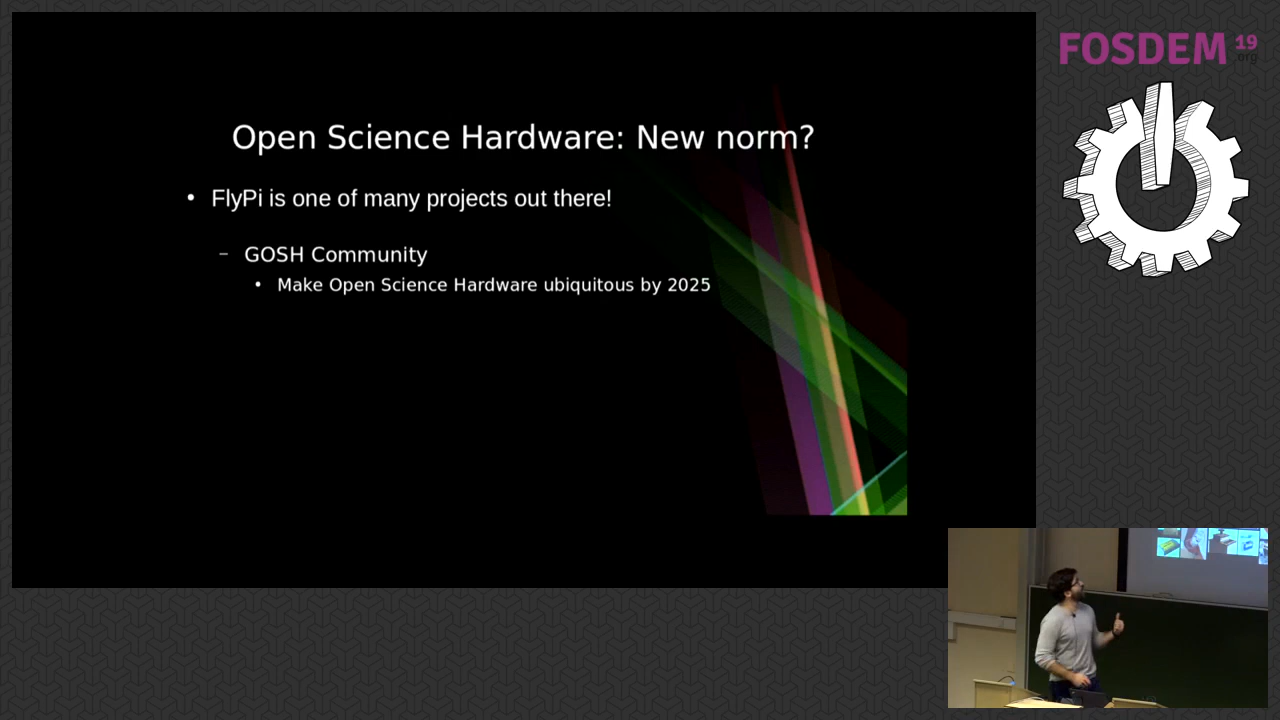 FOSDEM 19
.org
Open Science Hardware: New norm?
• FlyPi is one of many projects out there!
– GOSH Community
• Make Open Science Hardware ubiquitous by 2025